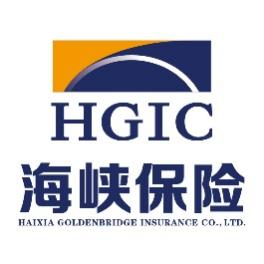 HGIC
海峡保险
HAIXIA GOLDENBRIDGE INSURANCE CO., LTD.